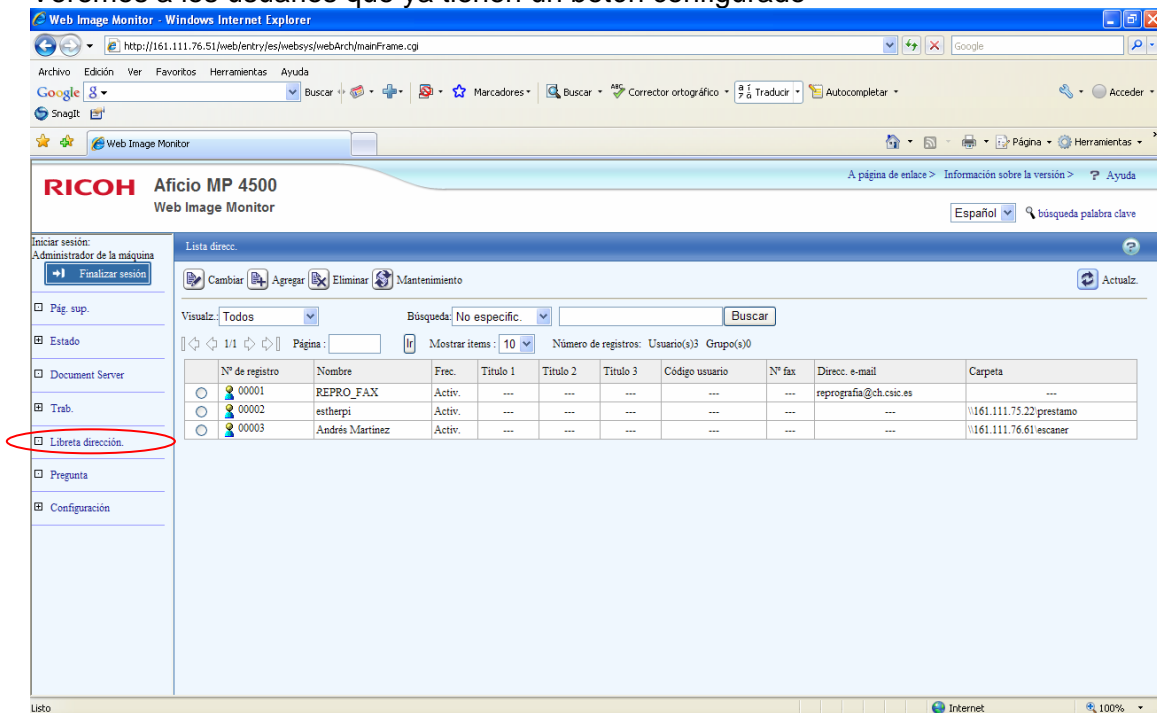 Veremos a los usuarios que ya tienen un botón configurado
Web Image Monitor - Windows Internet Explorer
http://161.111.76.51/web/entry/es/websys/webArch/mainFrame.cgi
Google
Archivo Edición Ver Favoritos Herramientas Ayuda
Google Buscar Marcadores Buscar Corrector ortográfico Traducir Autocompletar Acceder
SnagIt
Web Image Monitor Página Herramientas
RICOH Aficio MP 4500
Web Image Monitor
A página de enlace > Información sobre la versión > ? Ayuda
Español búsqueda palabra clave
Iniciar sesión:
Administrador de la máquina
Finalizar sesión
Pág. sup.
Estado
Document Server
Trab.
Libreta dirección.
Pregunta
Configuración
Lista direcc.
Cambiar Agregar Eliminar Mantenimiento Actualz.
Visualz.: Todos Búsqueda: No especific. Buscar
1/1 Página : Ir Mostrar items : 10 Número de registros: Usuario(s)3 Grupo(s)0
Nº de registro Nombre Frec. Titulo 1 Titulo 2 Titulo 3 Código usuario Nº fax Direcc. e-mail Carpeta
00001 REPRO_FAX Activ. --- --- --- --- --- reprografia@ch.csic.es ---
00002 estherpi Activ. --- --- --- --- --- --- \\161.111.75.22\prestamo
00003 Andrés Martinez Activ. --- --- --- --- --- --- \\161.111.76.61\escaner
Listo Internet 100%